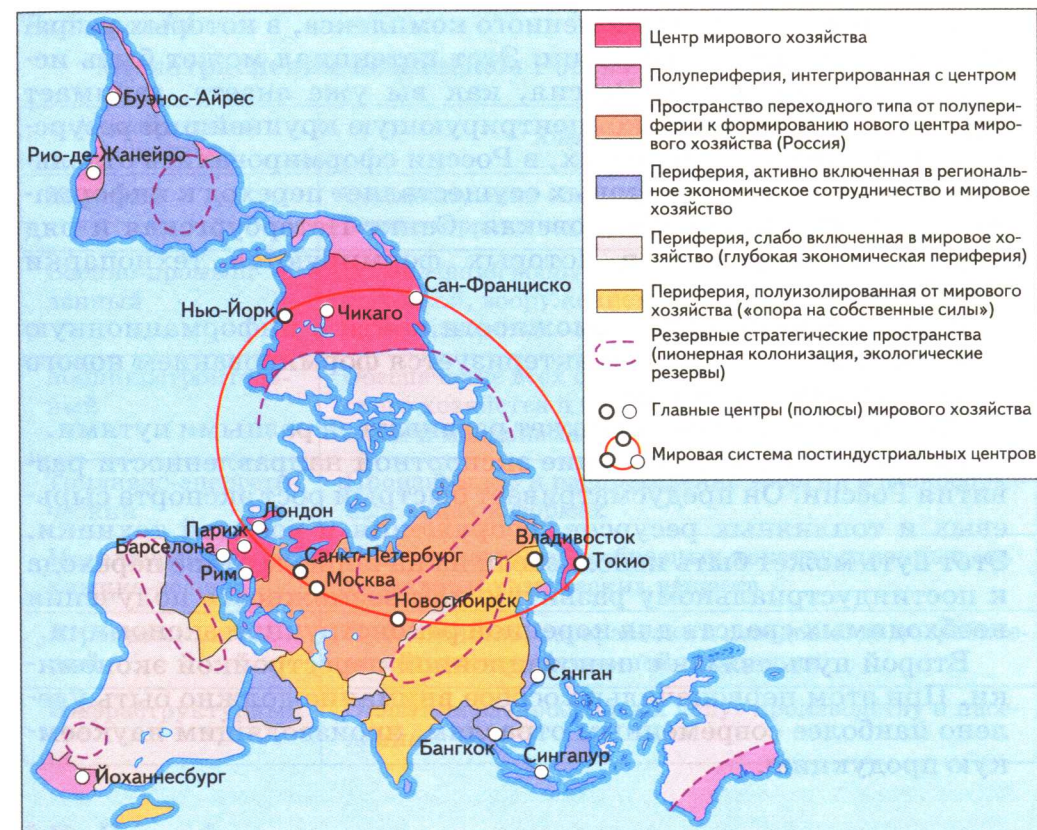 Центр мирового хозяйства
Полупериферия, интегрированная с центром
Пространство переходного типа от полупери-
ферии к формированию нового центра миро-
вого хозяйства (Россия)
Периферия, активно включенная в региональ-
ное экономическое сотрудничество и мировое
хозяйство
Периферия, слабо включенная в мировое хо-
зяйство (глубокая экономическая периферия)
Периферия, полуизолированная от мирового
хозяйства («опора на собственные силы»)
Резервные стратегические пространства
(пионерная колонизация, экологические
резервы)
Главные центры (полюсы) мирового хозяйства
Мировая система постиндустриальных центров
Буэнос-Айрес
Рио-де-Жанейро
Сан-Франциско
Нью-Йорк
Чикаго
Лондон
Париж
Барселона
Рим
Санкт-Петербург
Москва
Новосибирск
Владивосток
Токио
Сянган
Бангкок
Сингапур
Йоханнесбург